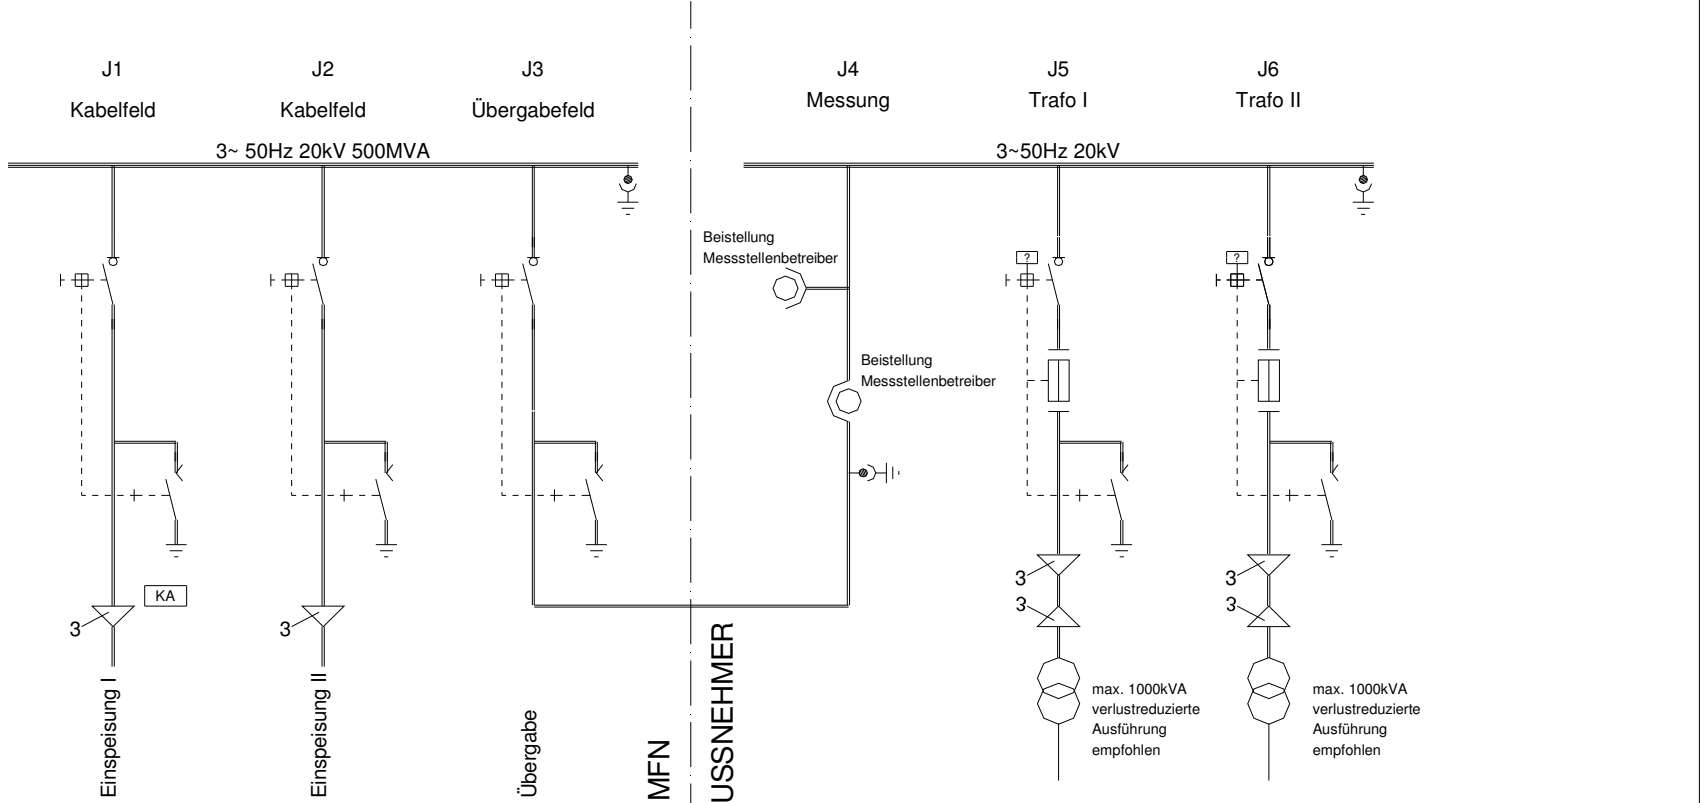 J1
J2
J3
J4
J5
J6
Kabelfeld
Kabelfeld
Übergabefeld
Messung
Trafo I
Trafo II
3~ 50Hz 20kV 500MVA
3~50Hz 20kV
Beistellung
Messstellenbetreiber
?
?
Beistellung
Messstellenbetreiber
KA
3
3
3
3
3
3
Einspeisung I
Einspeisung II
Übergabe
MFN
USSNEHMER
max. 1000kVA
verlustreduzierte
Ausführung
empfohlen
max. 1000kVA
verlustreduzierte
Ausführung
empfohlen